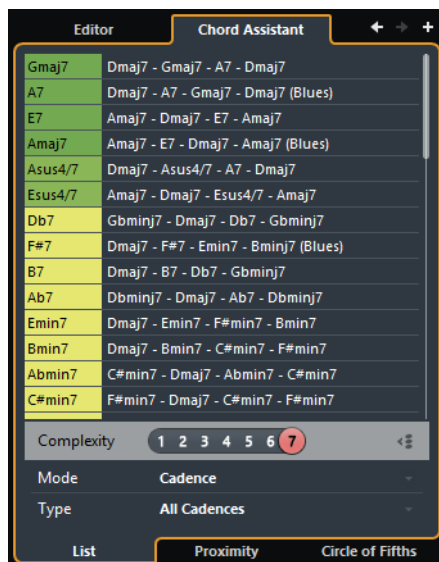 Editor Chord Assistant
Gmaj7 Dmaj7 - Gmaj7 - A7 - Dmaj7
A7 Dmaj7 - A7 - Gmaj7 - Dmaj7 (Blues)
E7 Amaj7 - Dmaj7 - E7 - Amaj7
Amaj7 Amaj7 - E7 - Dmaj7 - Amaj7 (Blues)
Asus4/7 Dmaj7 - Asus4/7 - A7 - Dmaj7
Esus4/7 Amaj7 - Dmaj7 - Esus4/7 - Amaj7
Db7 Gbminj7 - Dmaj7 - Db7 - Gbminj7
F#7 Dmaj7 - F#7 - Emin7 - Bminj7 (Blues)
B7 Dmaj7 - B7 - Db7 - Gbminj7
Ab7 Dbminj7 - Dmaj7 - Ab7 - Dbminj7
Emin7 Dmaj7 - Emin7 - F#min7 - Bmin7
Bmin7 Dmaj7 - Bmin7 - C#min7 - F#min7
Abmin7 C#min7 - Dmaj7 - Abmin7 - C#min7
C#min7 F#min7 - Dmaj7 - C#min7 - F#min7
Complexity 1 2 3 4 5 6 7
Mode Cadence
Type All Cadences
List Proximity Circle of Fifths